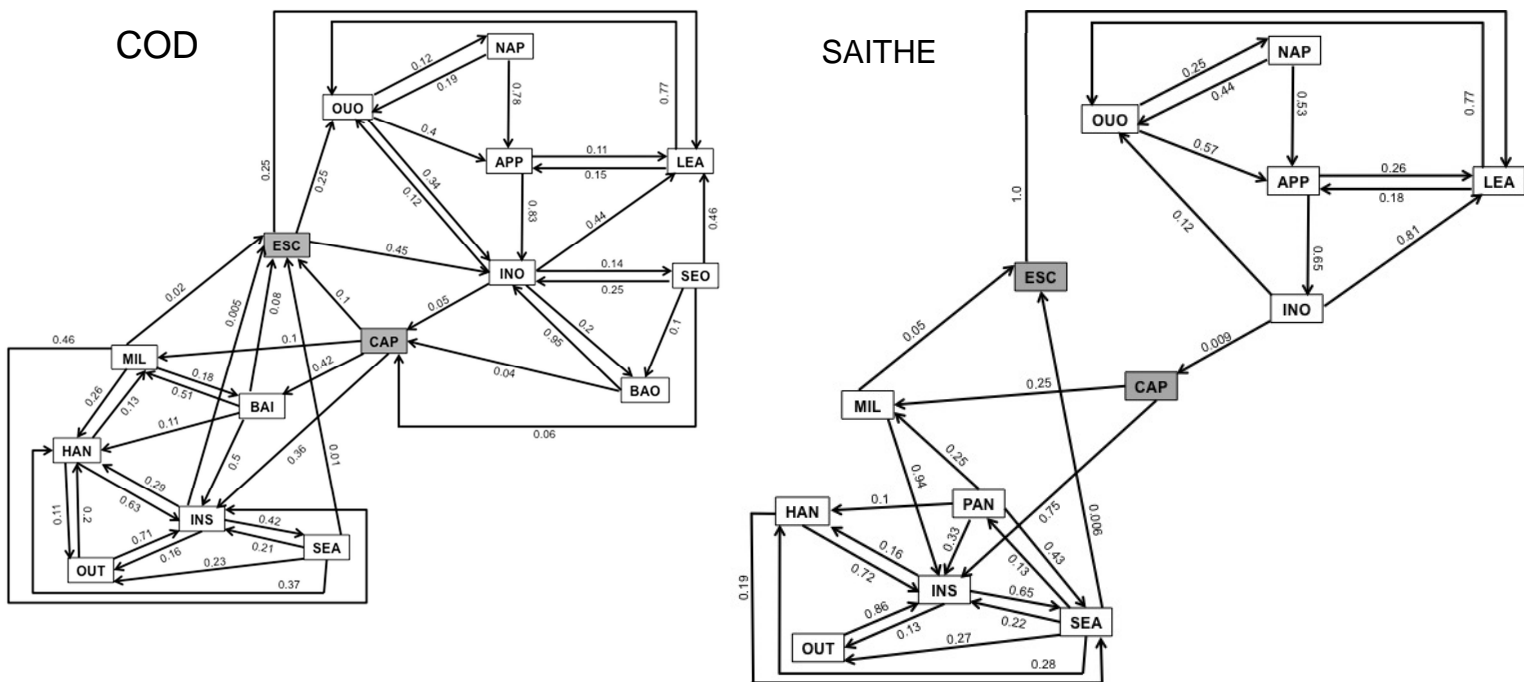 COD
NAP
0.12
0.19
0.78
0.77
OUO
0.4
APP
0.11
0.15
LEA
0.25
0.25
0.34
0.12
0.83
0.44
0.46
ESC
0.45
INO
0.14
0.25
SEO
0.02
0.005
0.08
0.1
0.05
0.2
0.95
0.1
0.46
MIL
0.1
CAP
0.18
0.51
0.42
0.04
BAO
0.26
0.13
BAI
0.11
0.06
HAN
0.5
0.36
0.01
0.29
0.63
0.11
0.2
INS
0.42
0.21
SEA
0.71
0.16
OUT
0.23
0.37
SAITHE
NAP
0.25
0.44
0.53
0.77
OUO
0.57
APP
0.26
0.18
LEA
1.0
0.12
0.65
0.81
ESC
INO
0.05
0.009
CAP
0.25
MIL
0.94
0.25
0.75
0.006
HAN
0.1
PAN
0.33
0.43
0.16
0.72
0.13
0.19
INS
0.65
0.22
SEA
0.86
0.13
OUT
0.27
0.28